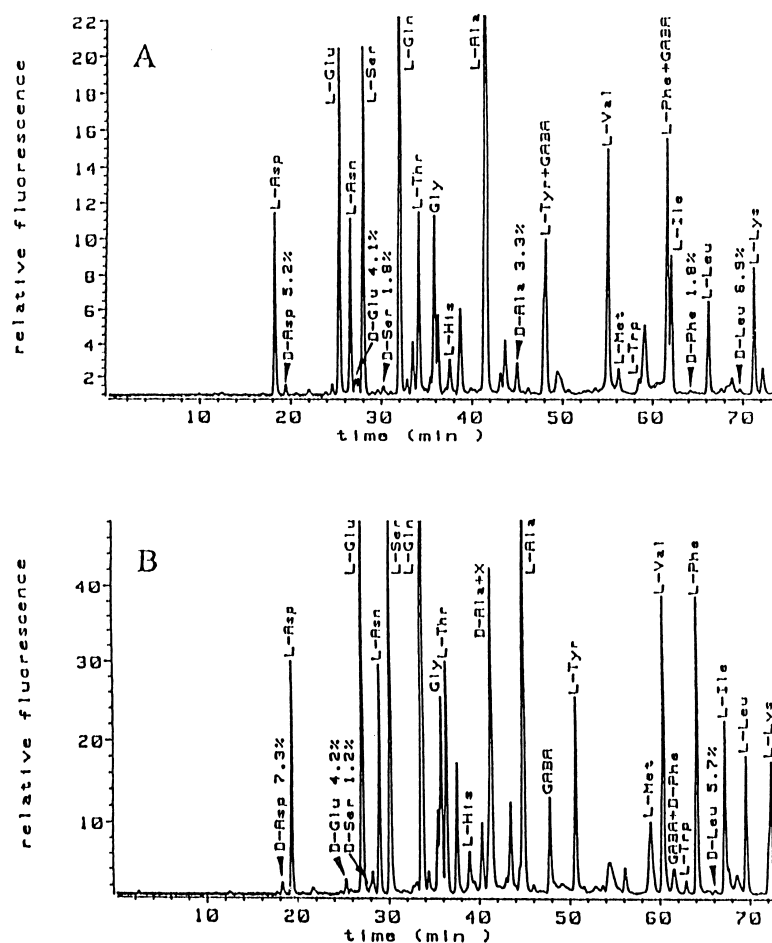 A
relative fluorescence
22
20
18
16
14
12
10
8
6
4
2
L-Asp
D-Asp 5.2%
L-Glu
L-Asn
D-Glu 4.1%
L-Ser
D-Ser 1.8%
L-Gln
L-Thr
Gly
L-His
L-Ala
D-Ala 3.3%
L-Tyr+GABA
L-Val
L-Met
L-Trp
L-Phe+GABA
L-Ile
D-Phe 1.8%
L-Leu
D-Leu 6.9%
L-Lys
10 20 30 40 50 60 70
time (min )
B
relative fluorescence
40
30
20
10
D-Asp 7.3%
L-Asp
D-Glu 4.2%
D-Ser 1.2%
L-Glu
L-Asn
L-Ser
L-Gln
Gly
L-Thr
L-His
D-Ala+X
L-Ala
GABA
L-Tyr
L-Met
L-Val
GABA+D-Phe
L-Trp
L-Phe
D-Leu 5.7%
L-Ile
L-Leu
L-Lys
10 20 30 40 50 60 70
time (min )